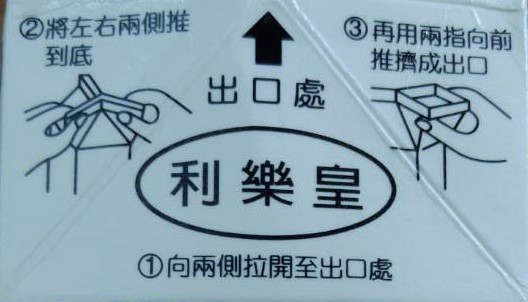 ②將左右兩側推
到底
出口處
③再用兩指向前
推擠成出口
利樂皇
①向兩側拉開至出口處